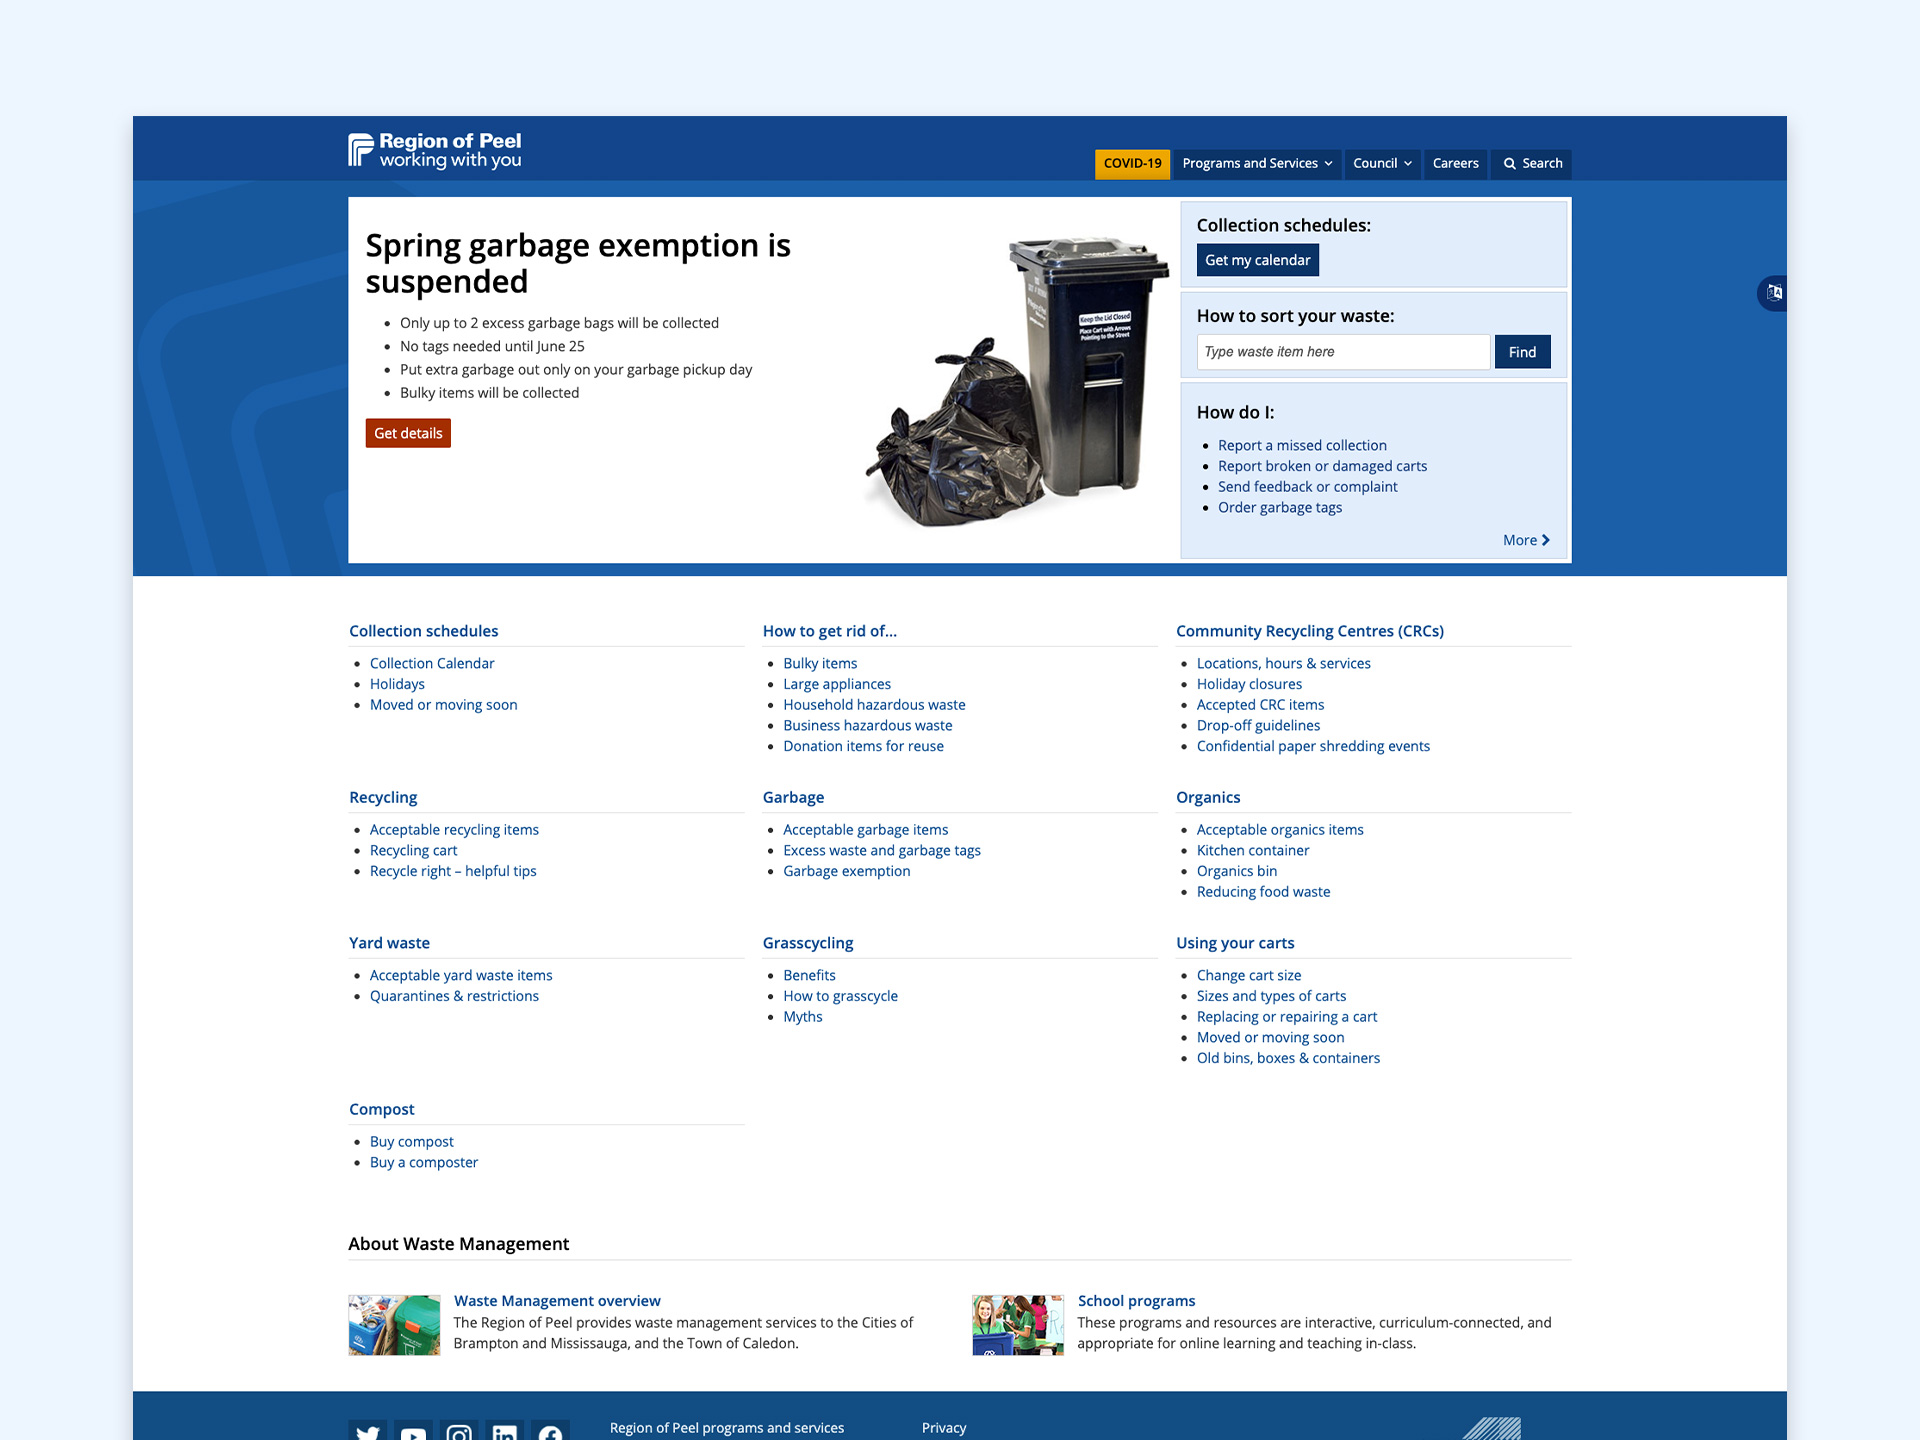 Region of Peel
working with you
COVID-19
Programs and Services
Council
Careers
Search
Spring garbage exemption is
suspended
Only up to 2 excess garbage bags will be collected
No tags needed until June 25
Put extra garbage out only on your garbage pickup day
Bulky items will be collected
Get details
Keep the Lid Closed
Place Cart with Arrows
Pointing to the Street
Collection schedules:
Get my calendar
How to sort your waste:
Type waste item here
Find
How do I:
Report a missed collection
Report broken or damaged carts
Send feedback or complaint
Order garbage tags
More
Collection schedules
Collection Calendar
Holidays
Moved or moving soon
How to get rid of...
Bulky items
Large appliances
Household hazardous waste
Business hazardous waste
Donation items for reuse
Community Recycling Centres (CRCs)
Locations, hours & services
Holiday closures
Accepted CRC items
Drop-off guidelines
Confidential paper shredding events
Recycling
Acceptable recycling items
Recycling cart
Recycle right – helpful tips
Garbage
Acceptable garbage items
Excess waste and garbage tags
Garbage exemption
Organics
Acceptable organics items
Kitchen container
Organics bin
Reducing food waste
Yard waste
Acceptable yard waste items
Quarantines & restrictions
Grasscycling
Benefits
How to grasscycle
Myths
Using your carts
Change cart size
Sizes and types of carts
Replacing or repairing a cart
Moved or moving soon
Old bins, boxes & containers
Compost
Buy compost
Buy a composter
About Waste Management
Waste Management overview
The Region of Peel provides waste management services to the Cities of
Brampton and Mississauga, and the Town of Caledon.
School programs
These programs and resources are interactive, curriculum-connected, and
appropriate for online learning and teaching in-class.
Region of Peel programs and services
Privacy